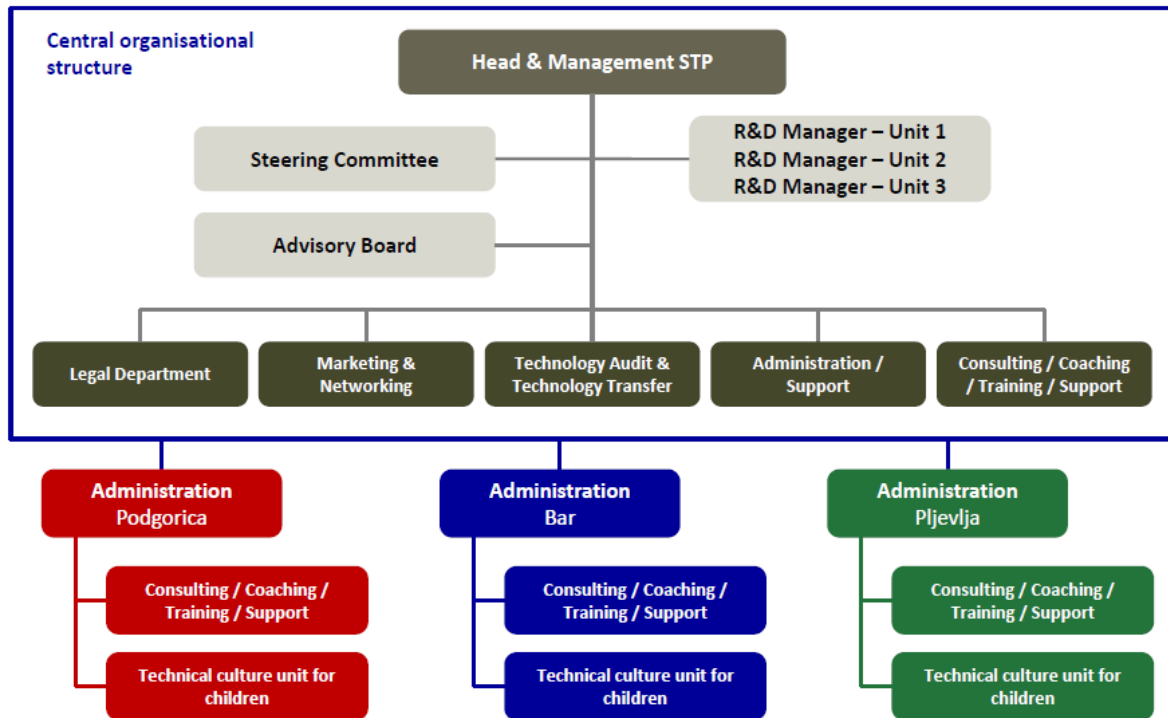 Central organisational
structure
Head & Management STP
Steering Committee
R&D Manager – Unit 1
R&D Manager – Unit 2
R&D Manager – Unit 3
Advisory Board
Legal Department
Marketing &
Networking
Technology Audit &
Technology Transfer
Administration /
Support
Consulting / Coaching
/ Training / Support
Administration
Podgorica
Consulting / Coaching /
Training / Support
Technical culture unit for
children
Administration
Bar
Consulting / Coaching /
Training / Support
Technical culture unit for
children
Administration
Pljevlja
Consulting / Coaching /
Training / Support
Technical culture unit for
children